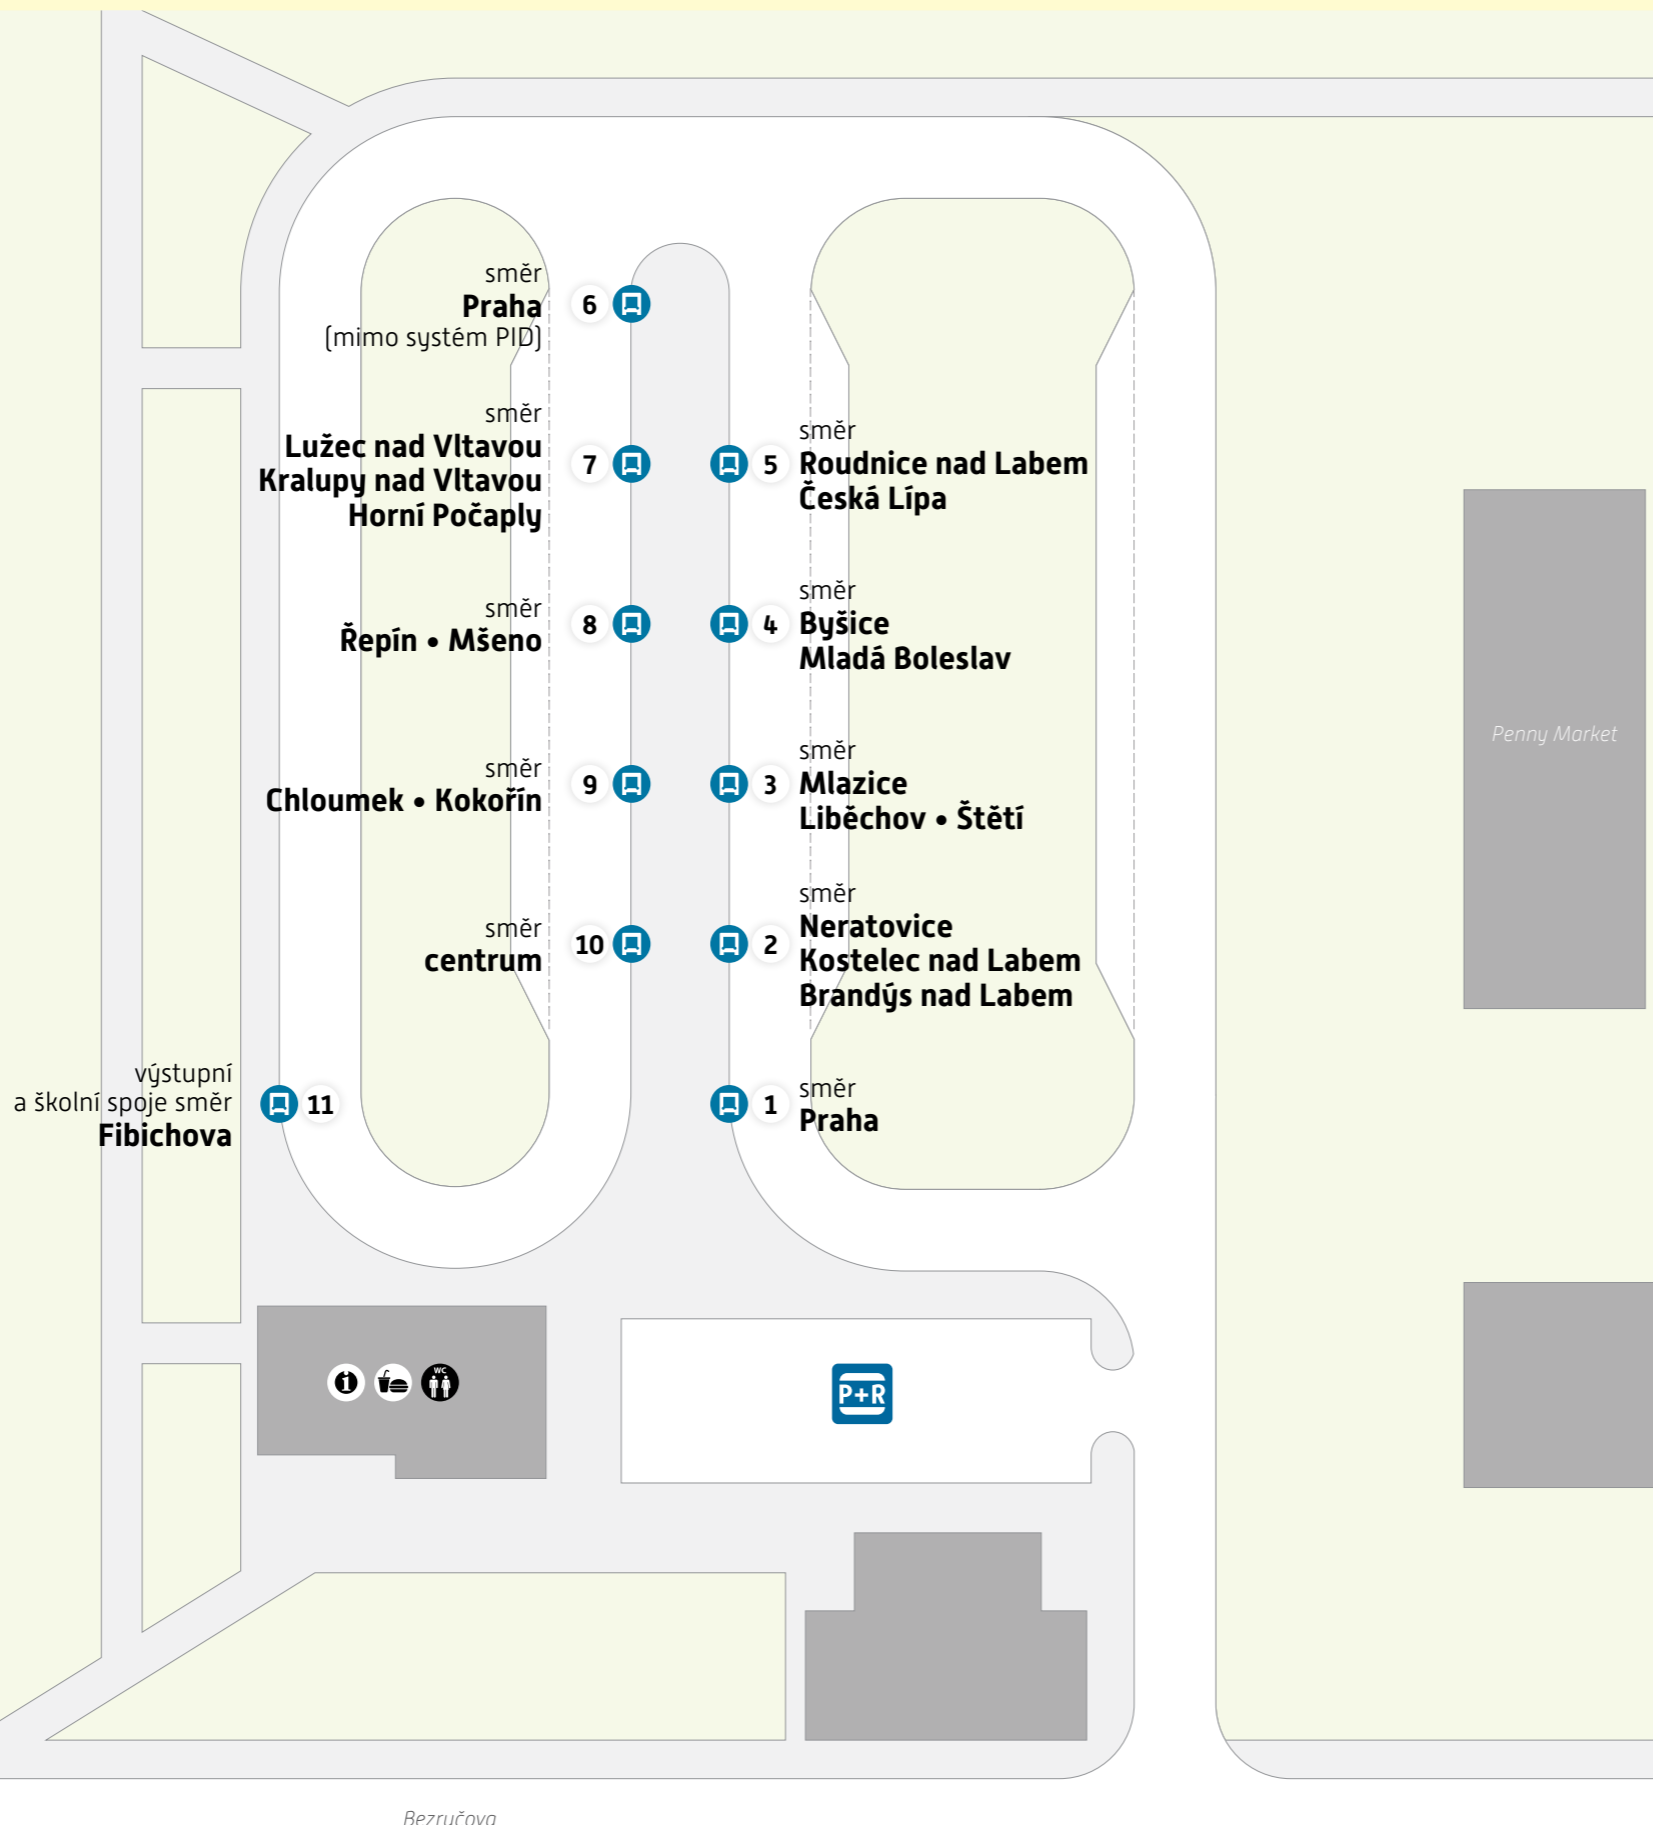 směr
Praha
(mimo systém PID)
6
směr
Lužec nad Vltavou
Kralupy nad Vltavou
Horní Počaply
7
5
směr
Roudnice nad Labem
Česká Lípa
směr
Řepín • Mšeno
8
4
směr
Byšice
Mladá Boleslav
Penny Market
směr
Chloumek • Kokořín
9
3
směr
Mlazice
Liběchov • Štětí
směr
centrum
10
2
směr
Neratovice
Kostelec nad Labem
Brandýs nad Labem
výstupní
a školní spoje směr
Fibichova
11
1
směr
Praha
i
WC
P+R
Bezručova